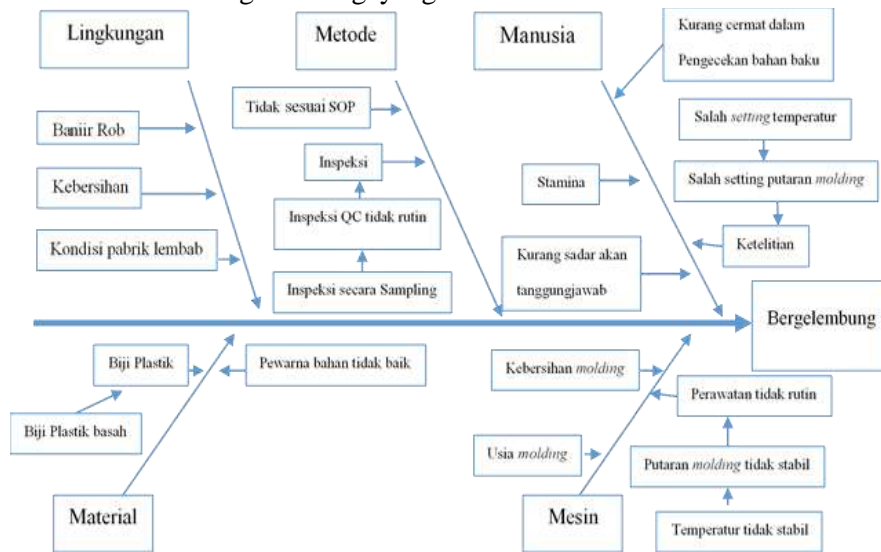 Lingkungan
Metode
Manusia
Kurang cermat dalam
Pengecekan bahan baku
Tidak sesuai SOP
Salah setting temperatur
Baniir Rob
Inspeksi
Stamina
Salah setting putaran molding
Kebersihan
Inspeksi QC tidak rutin
Ketelitian
Kondisi pabrik lembab
Kurang sadar akan
tanggungjawab
Inspeksi secara Sampling
Bergelembung
Biji Plastik
Pewarna bahan tidak baik
Kebersihan molding
Perawatan tidak rutin
Biji Plastik basah
Usia molding
Putaran molding tidak stabil
Material
Mesin
Temperatur tidak stabil